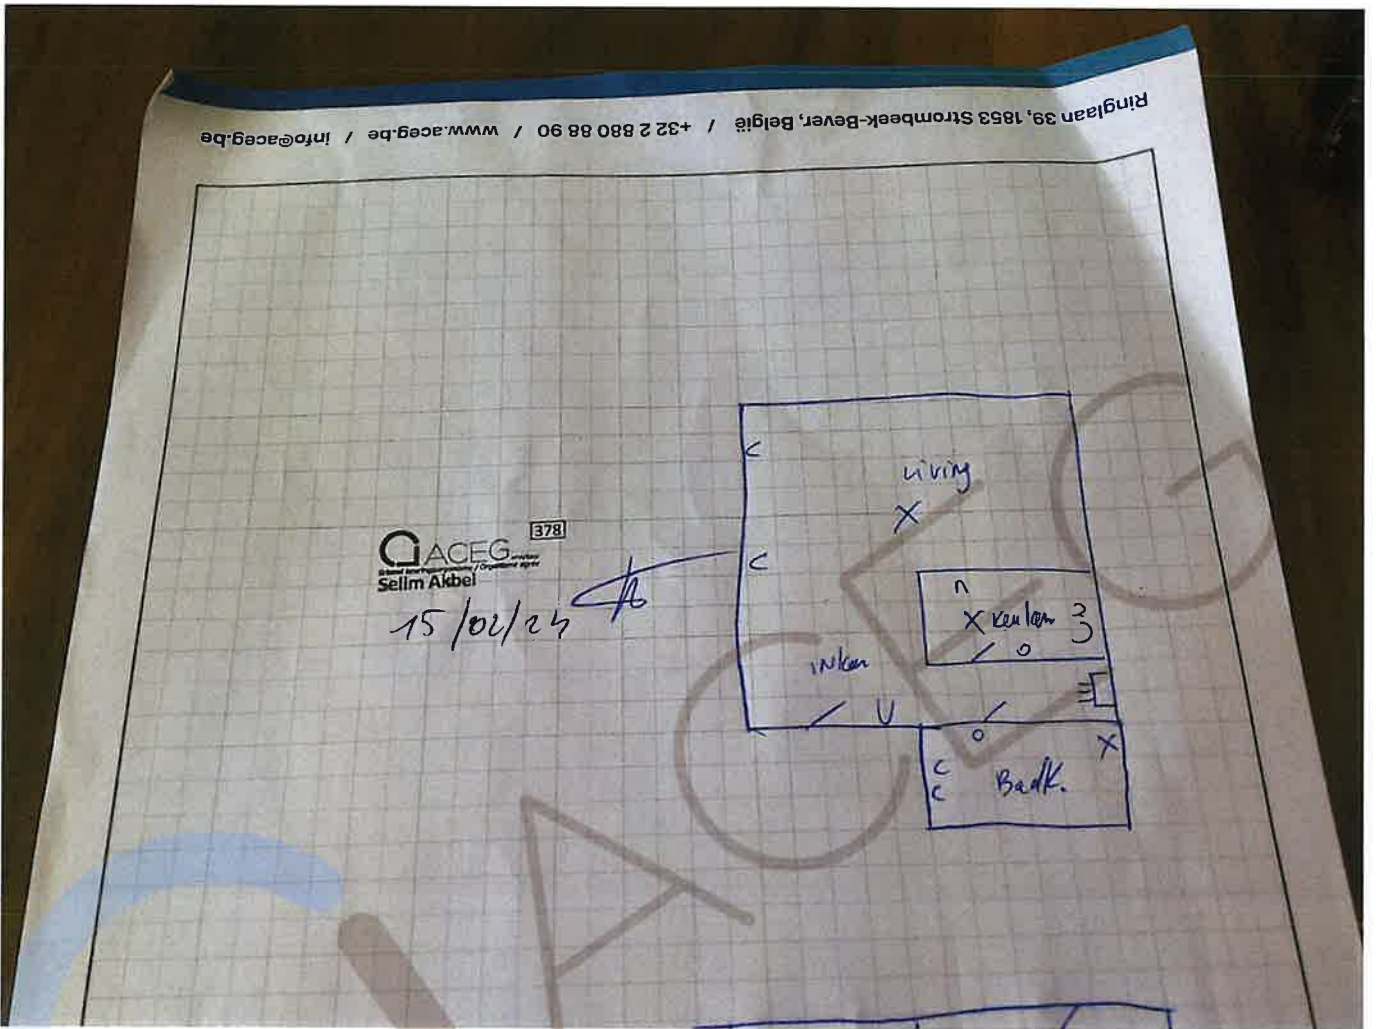 Ringlaan 39, 1853 Strombeek-Bever, België / +32 2 880 88 90 / www.aceg.be / info@aceg.be
Living
378
ACEG
Selim Akbel
15/02/24
keuken
inkom
Badk.
ACEG